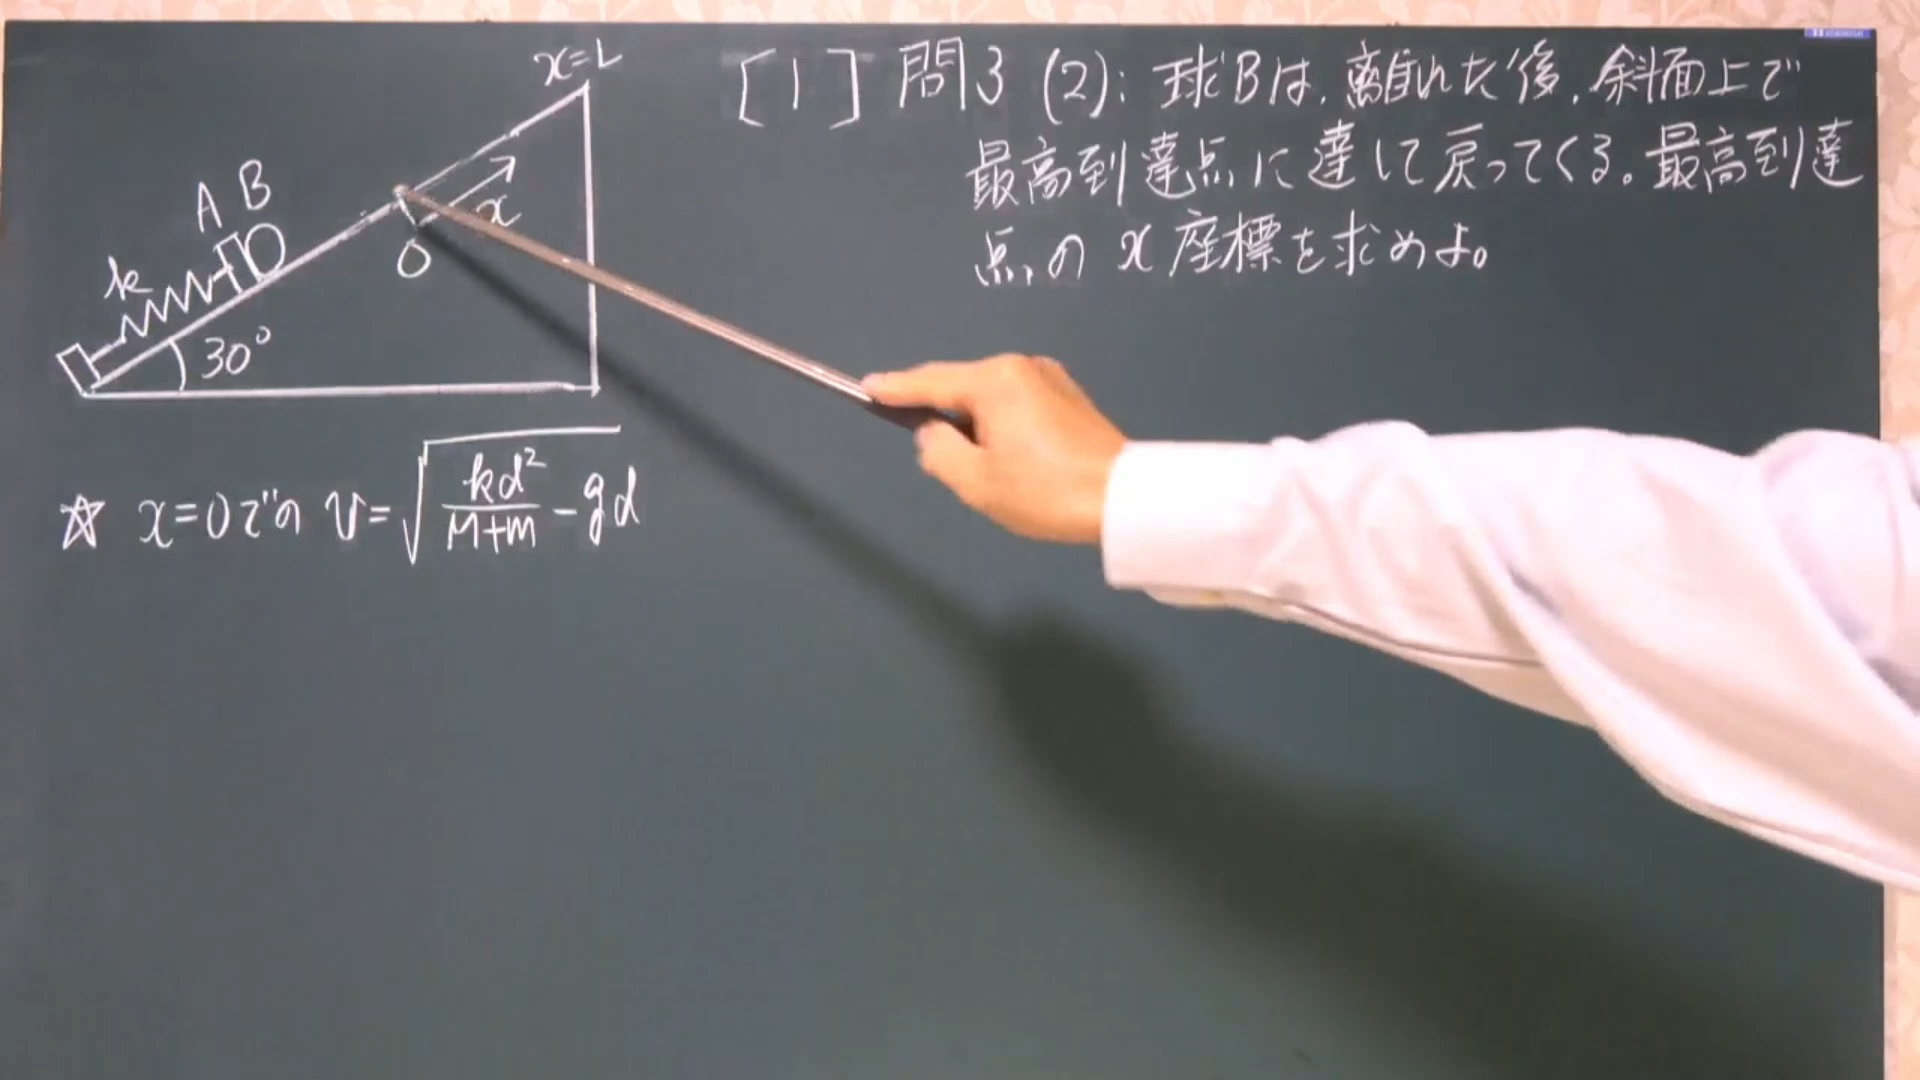 x=L
[1] 問3 (2): 球Bは、離れた後、斜面上で
最高到達点に達して戻ってくる。最高到達
点のx座標を求めよ。
A B
k
x
O
30°
☆ x=0での v=√(kd²/(M+m) - gd)